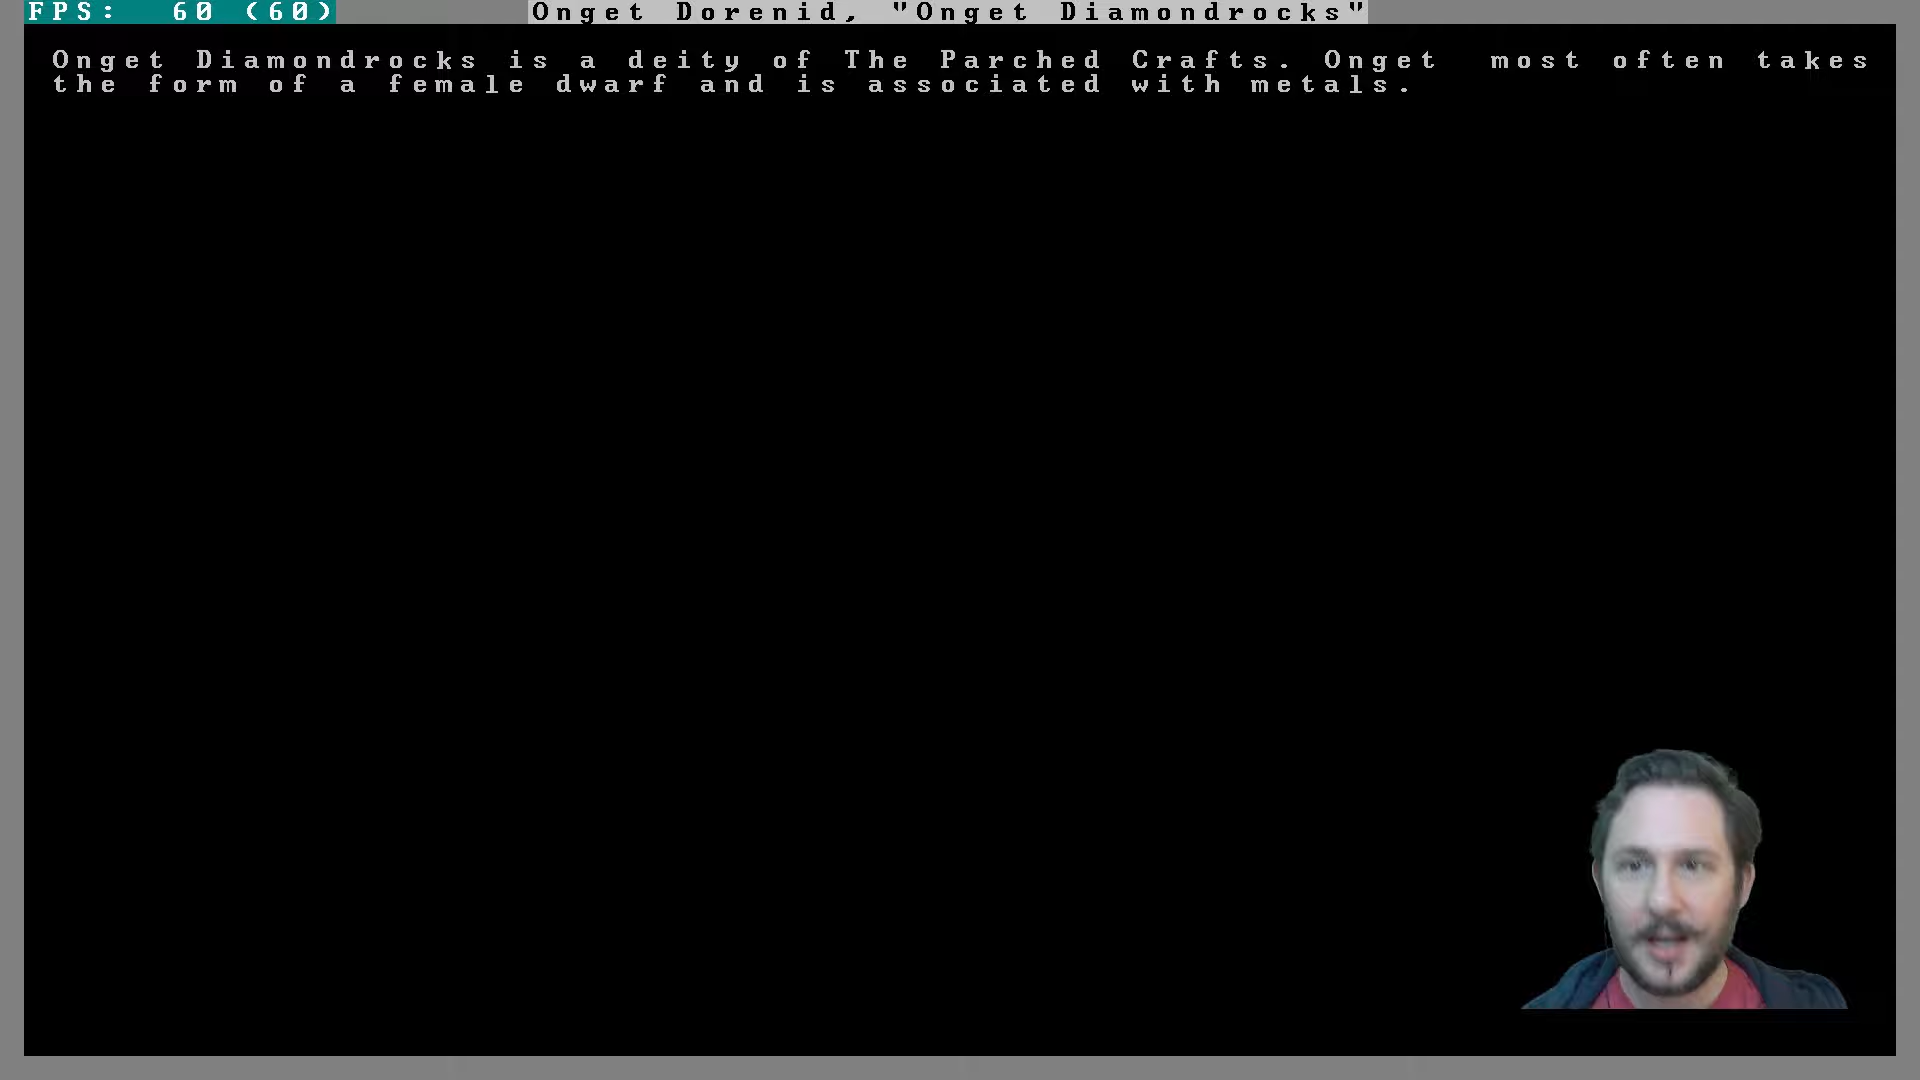 FPS: 60 (60) Onget Dorenid, "Onget Diamondrocks"
Onget Diamondrocks is a deity of The Parched Crafts. Onget most often takes
the form of a female dwarf and is associated with metals.